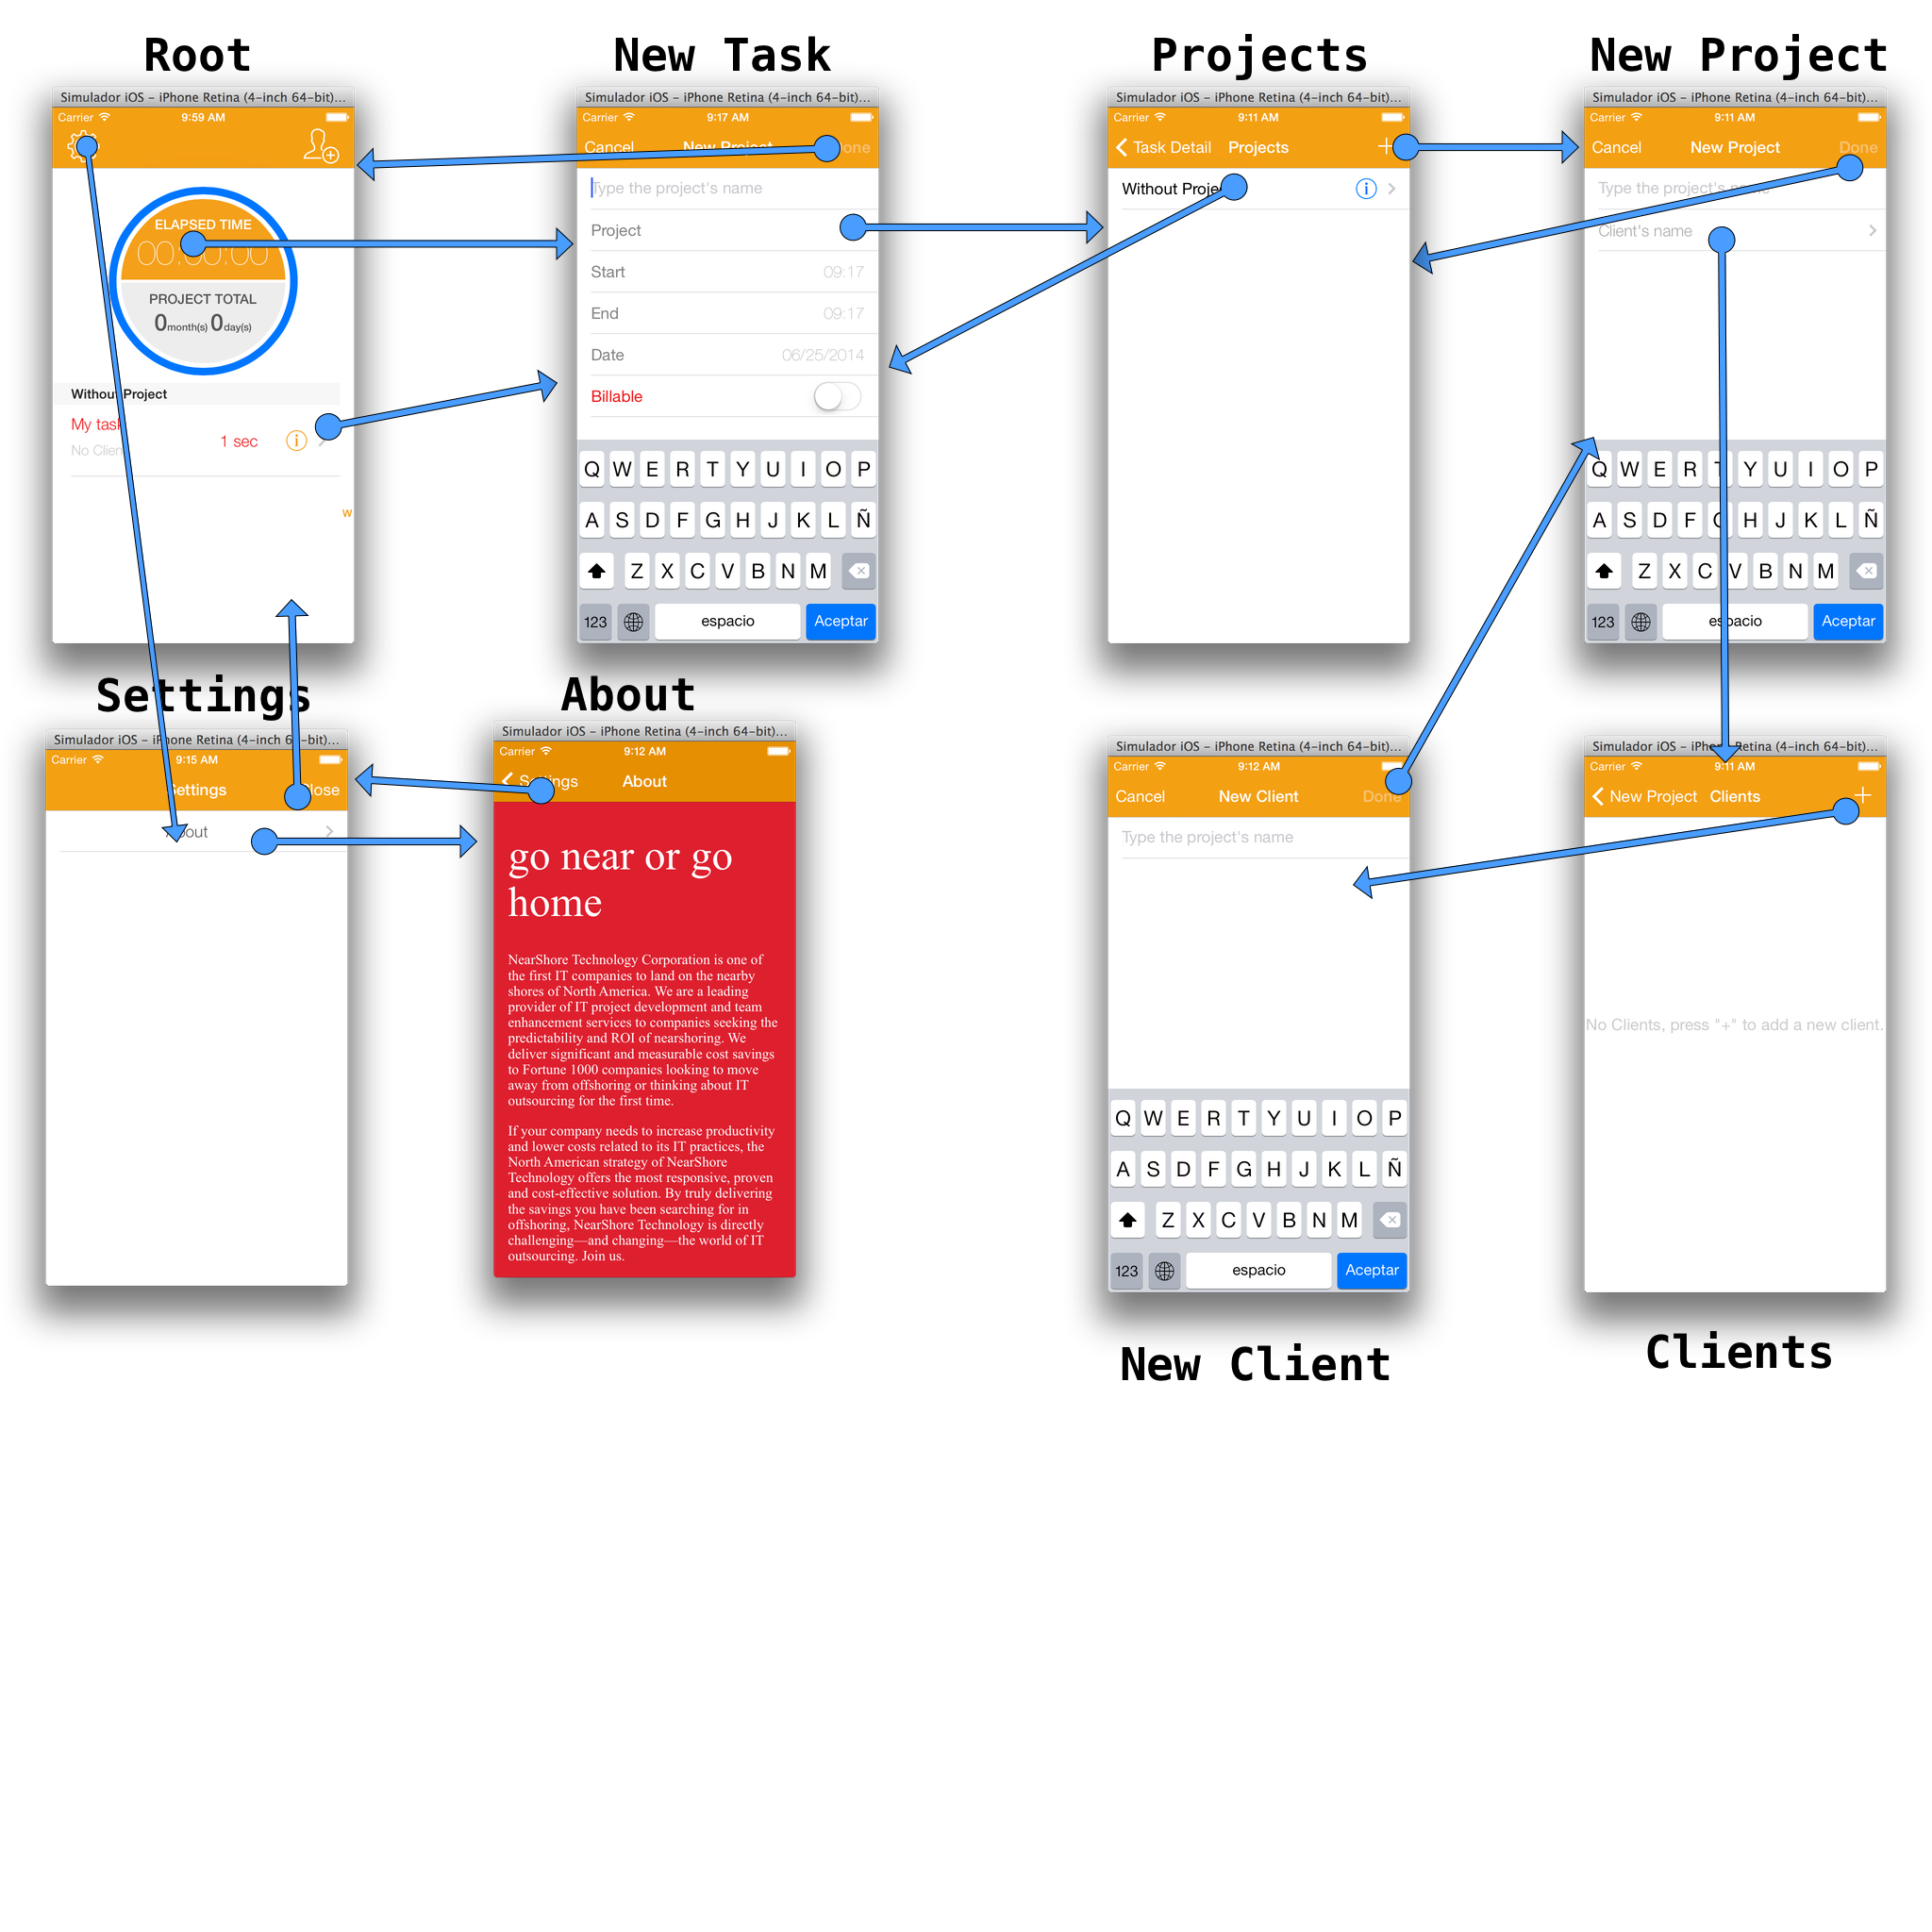 Root
Simulador iOS – iPhone Retina (4-inch 64-bit)...
Carrier 9:59 AM
ELAPSED TIME
PROJECT TOTAL
0month(s) 0day(s)
Without Project
My task
No Client
1 sec
w
New Task
Simulador iOS – iPhone Retina (4-inch 64-bit)...
Carrier 9:17 AM
Cancel New Project Done
Type the project's name
Project
Start 09:17
End 09:17
Date 06/25/2014
Billable
Q W E R T Y U I O P
A S D F G H J K L Ñ
Z X C V B N M
123 espacio Aceptar
Projects
Simulador iOS – iPhone Retina (4-inch 64-bit)...
Carrier 9:11 AM
Task Detail Projects +
Without Project
New Project
Simulador iOS – iPhone Retina (4-inch 64-bit)...
Carrier 9:11 AM
Cancel New Project Done
Type the project's name
Client's name
Q W E R T Y U I O P
A S D F G H J K L Ñ
Z X C V B N M
123 espacio Aceptar
Settings
Simulador iOS – iPhone Retina (4-inch 64-bit)...
Carrier 9:15 AM
Settings Close
About
About
Simulador iOS – iPhone Retina (4-inch 64-bit)...
Carrier 9:12 AM
Settings About
go near or go
home
NearShore Technology Corporation is one of
the first IT companies to land on the nearby
shores of North America. We are a leading
provider of IT project development and team
enhancement services to companies seeking the
predictability and ROI of nearshoring. We
deliver significant and measurable cost savings
to Fortune 1000 companies looking to move
away from offshoring or thinking about IT
outsourcing for the first time.
If your company needs to increase productivity
and lower costs related to its IT practices, the
North American strategy of NearShore
Technology offers the most responsive, proven
and cost-effective solution. By truly delivering
the savings you have been searching for in
offshoring, NearShore Technology is directly
challenging—and changing—the world of IT
outsourcing. Join us.
Simulador iOS – iPhone Retina (4-inch 64-bit)...
Carrier 9:12 AM
Cancel New Client Done
Type the project's name
Q W E R T Y U I O P
A S D F G H J K L Ñ
Z X C V B N M
123 espacio Aceptar
New Client
Simulador iOS – iPhone Retina (4-inch 64-bit)...
Carrier 9:11 AM
New Project Clients +
No Clients, press "+" to add a new client.
Clients